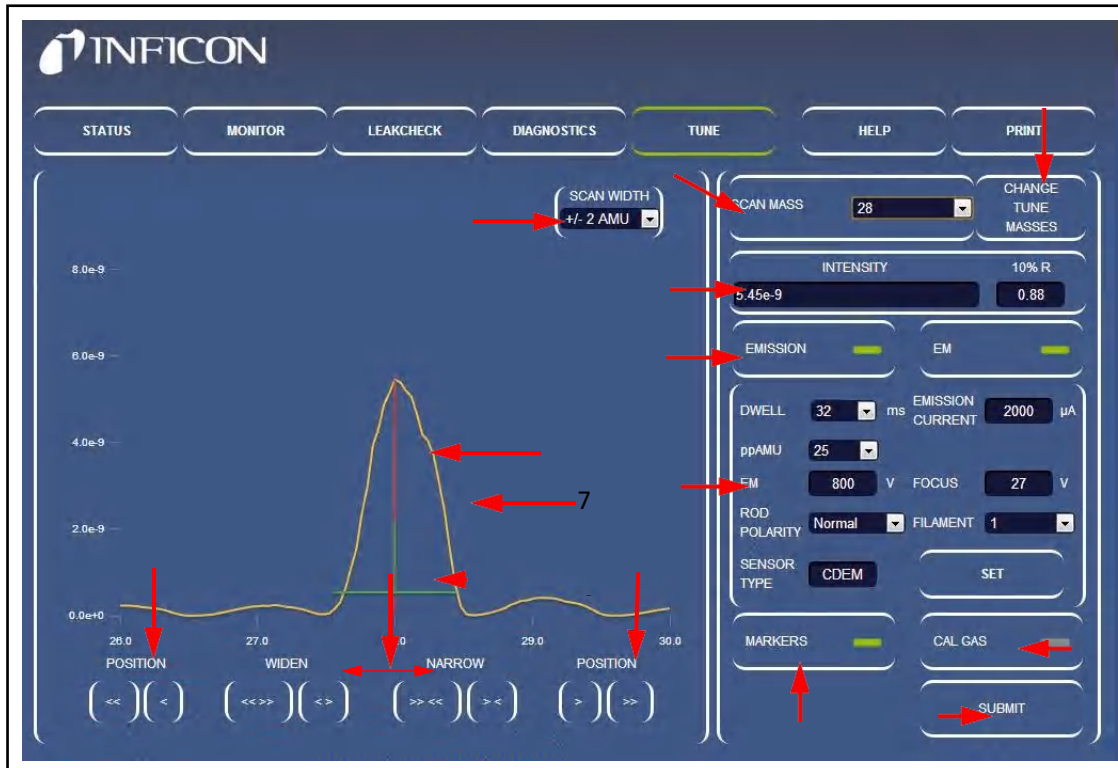 INFICON
STATUS MONITOR LEAKCHECK DIAGNOSTICS TUNE HELP PRINT
SCAN WIDTH
+/- 2 AMU
8.0e-9
6.0e-9
4.0e-9
2.0e-9
0.0e+0
7
26.0 27.0 29.0 30.0
POSITION WIDEN NARROW POSITION
<< < <<>> <> >><< >< > >>
SCAN MASS 28
CHANGE
TUNE
MASSES
INTENSITY 10% R
5.45e-9 0.88
EMISSION EM
DWELL 32 ms EMISSION CURRENT 2000 µA
ppAMU 25
EM 800 V FOCUS 27 V
ROD POLARITY Normal FILAMENT 1
SENSOR TYPE CDEM SET
MARKERS CAL GAS
SUBMIT